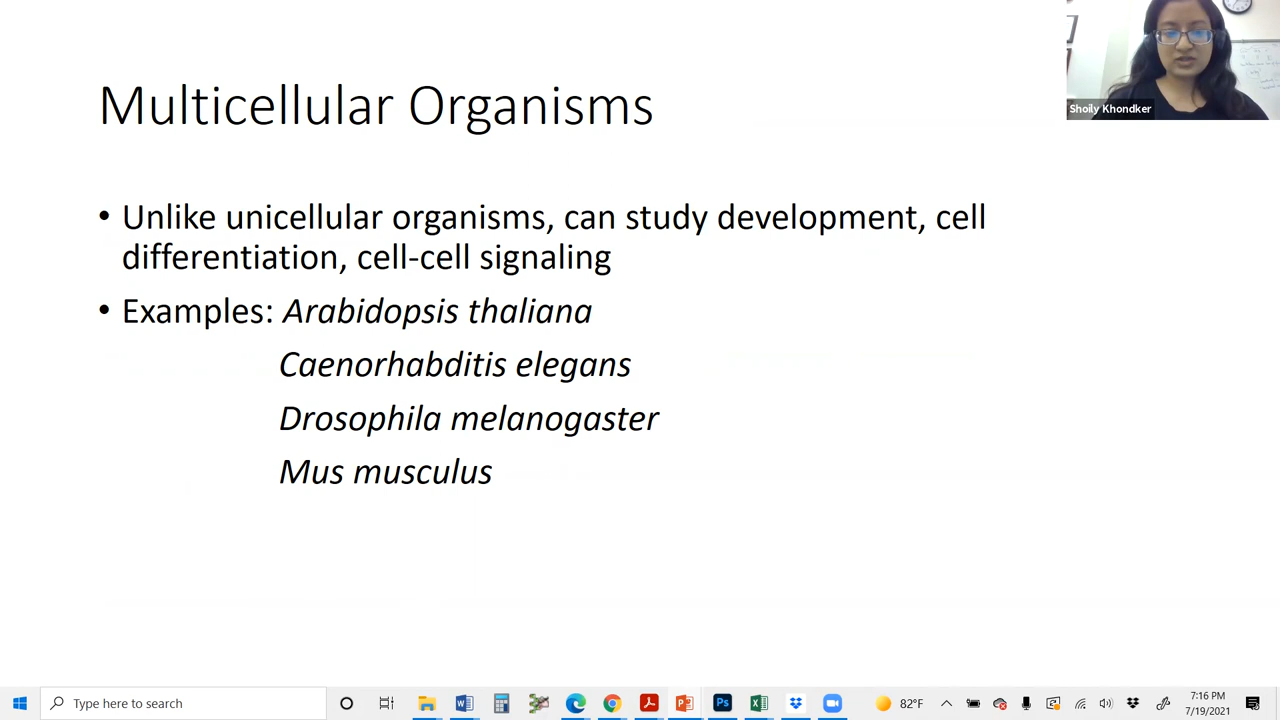 Multicellular Organisms
Shoily Khondker
• Unlike unicellular organisms, can study development, cell
differentiation, cell-cell signaling
• Examples: Arabidopsis thaliana
Caenorhabditis elegans
Drosophila melanogaster
Mus musculus
Type here to search
82°F
7:16 PM
7/19/2021